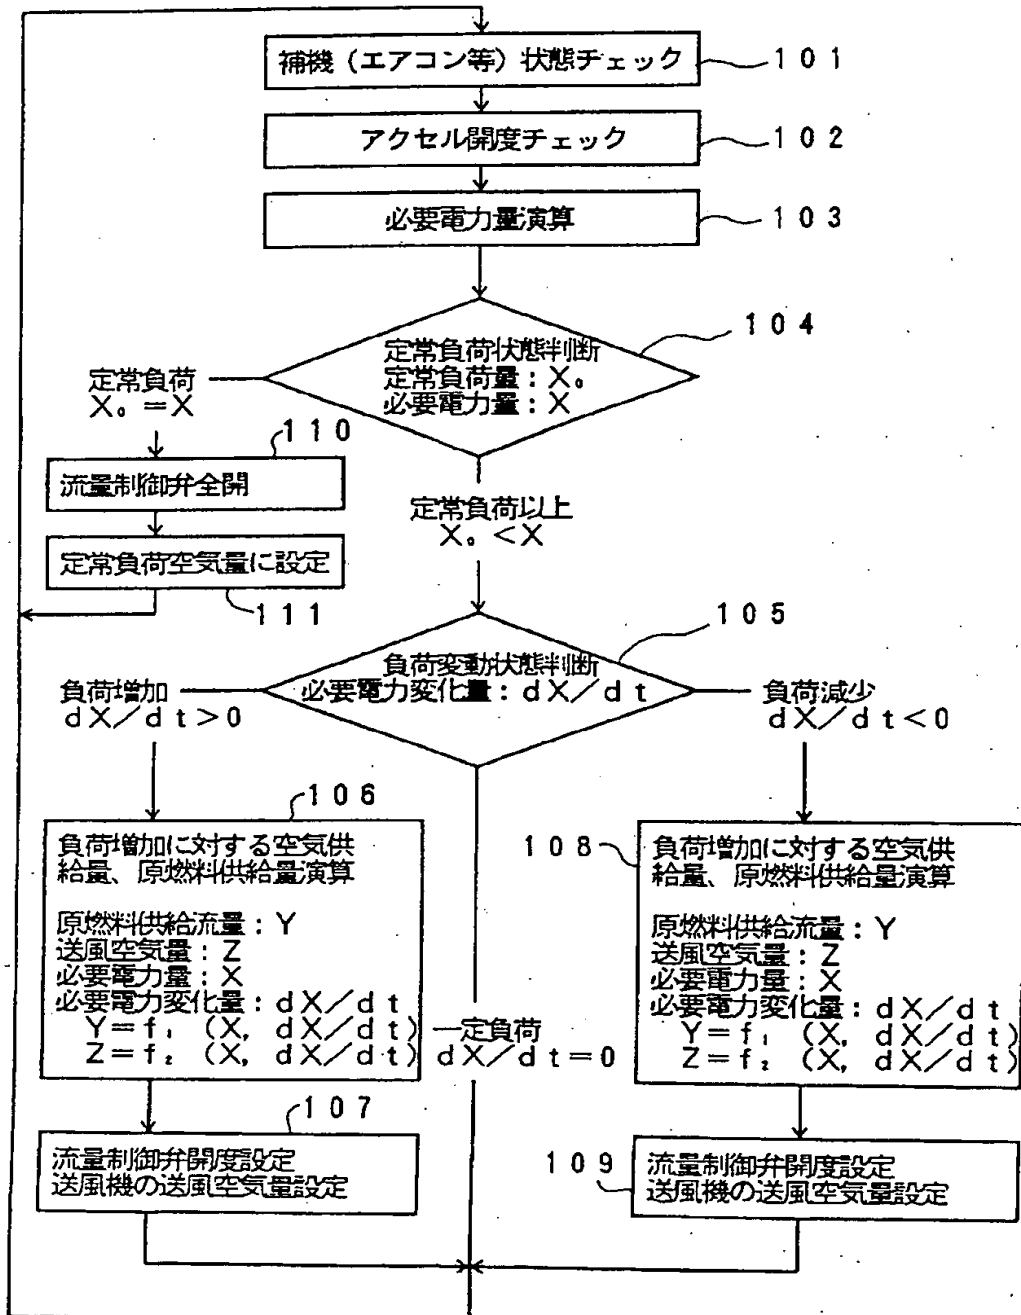 補機（エアコン等）状態チェック
101
アクセル開度チェック
102
必要電力量演算
103
104
定常負荷状態判断
定常負荷量：X₀
必要電力量：X
定常負荷
X₀＝X
110
流量制御弁全開
定常負荷以上
X₀＜X
定常負荷空気量に設定
111
105
負荷変動状態判断
必要電力変化量：dX／dt
負荷増加
dX／dt＞0
負荷減少
dX／dt＜0
106
負荷増加に対する空気供
給量、原燃料供給量演算
原燃料供給流量：Y
送風空気量：Z
必要電力量：X
必要電力変化量：dX／dt
Y＝f₁（X，dX／dt）
Z＝f₂（X，dX／dt）
一定負荷
dX／dt＝0
108
負荷増加に対する空気供
給量、原燃料供給量演算
原燃料供給流量：Y
送風空気量：Z
必要電力量：X
必要電力変化量：dX／dt
Y＝f₁（X，dX／dt）
Z＝f₂（X，dX／dt）
107
流量制御弁開度設定
送風機の送風空気量設定
109
流量制御弁開度設定
送風機の送風空気量設定